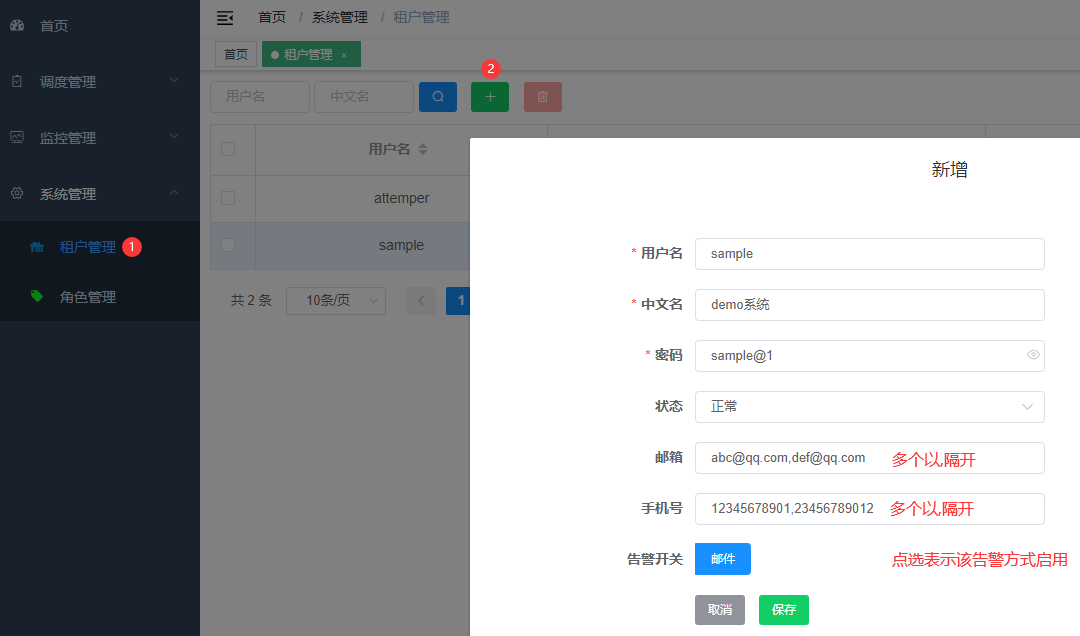 首页
调度管理
监控管理
系统管理
租户管理 1
角色管理
首页 / 系统管理 / 租户管理
首页 租户管理 ×
2
用户名 中文名
用户名
attemper
sample
共 2 条 10条/页 1
新增
* 用户名 sample
* 中文名 demo系统
* 密码 sample@1
状态 正常
邮箱 abc@qq.com,def@qq.com 多个以,隔开
手机号 12345678901,23456789012 多个以,隔开
告警开关 邮件 点选表示该告警方式启用
取消 保存